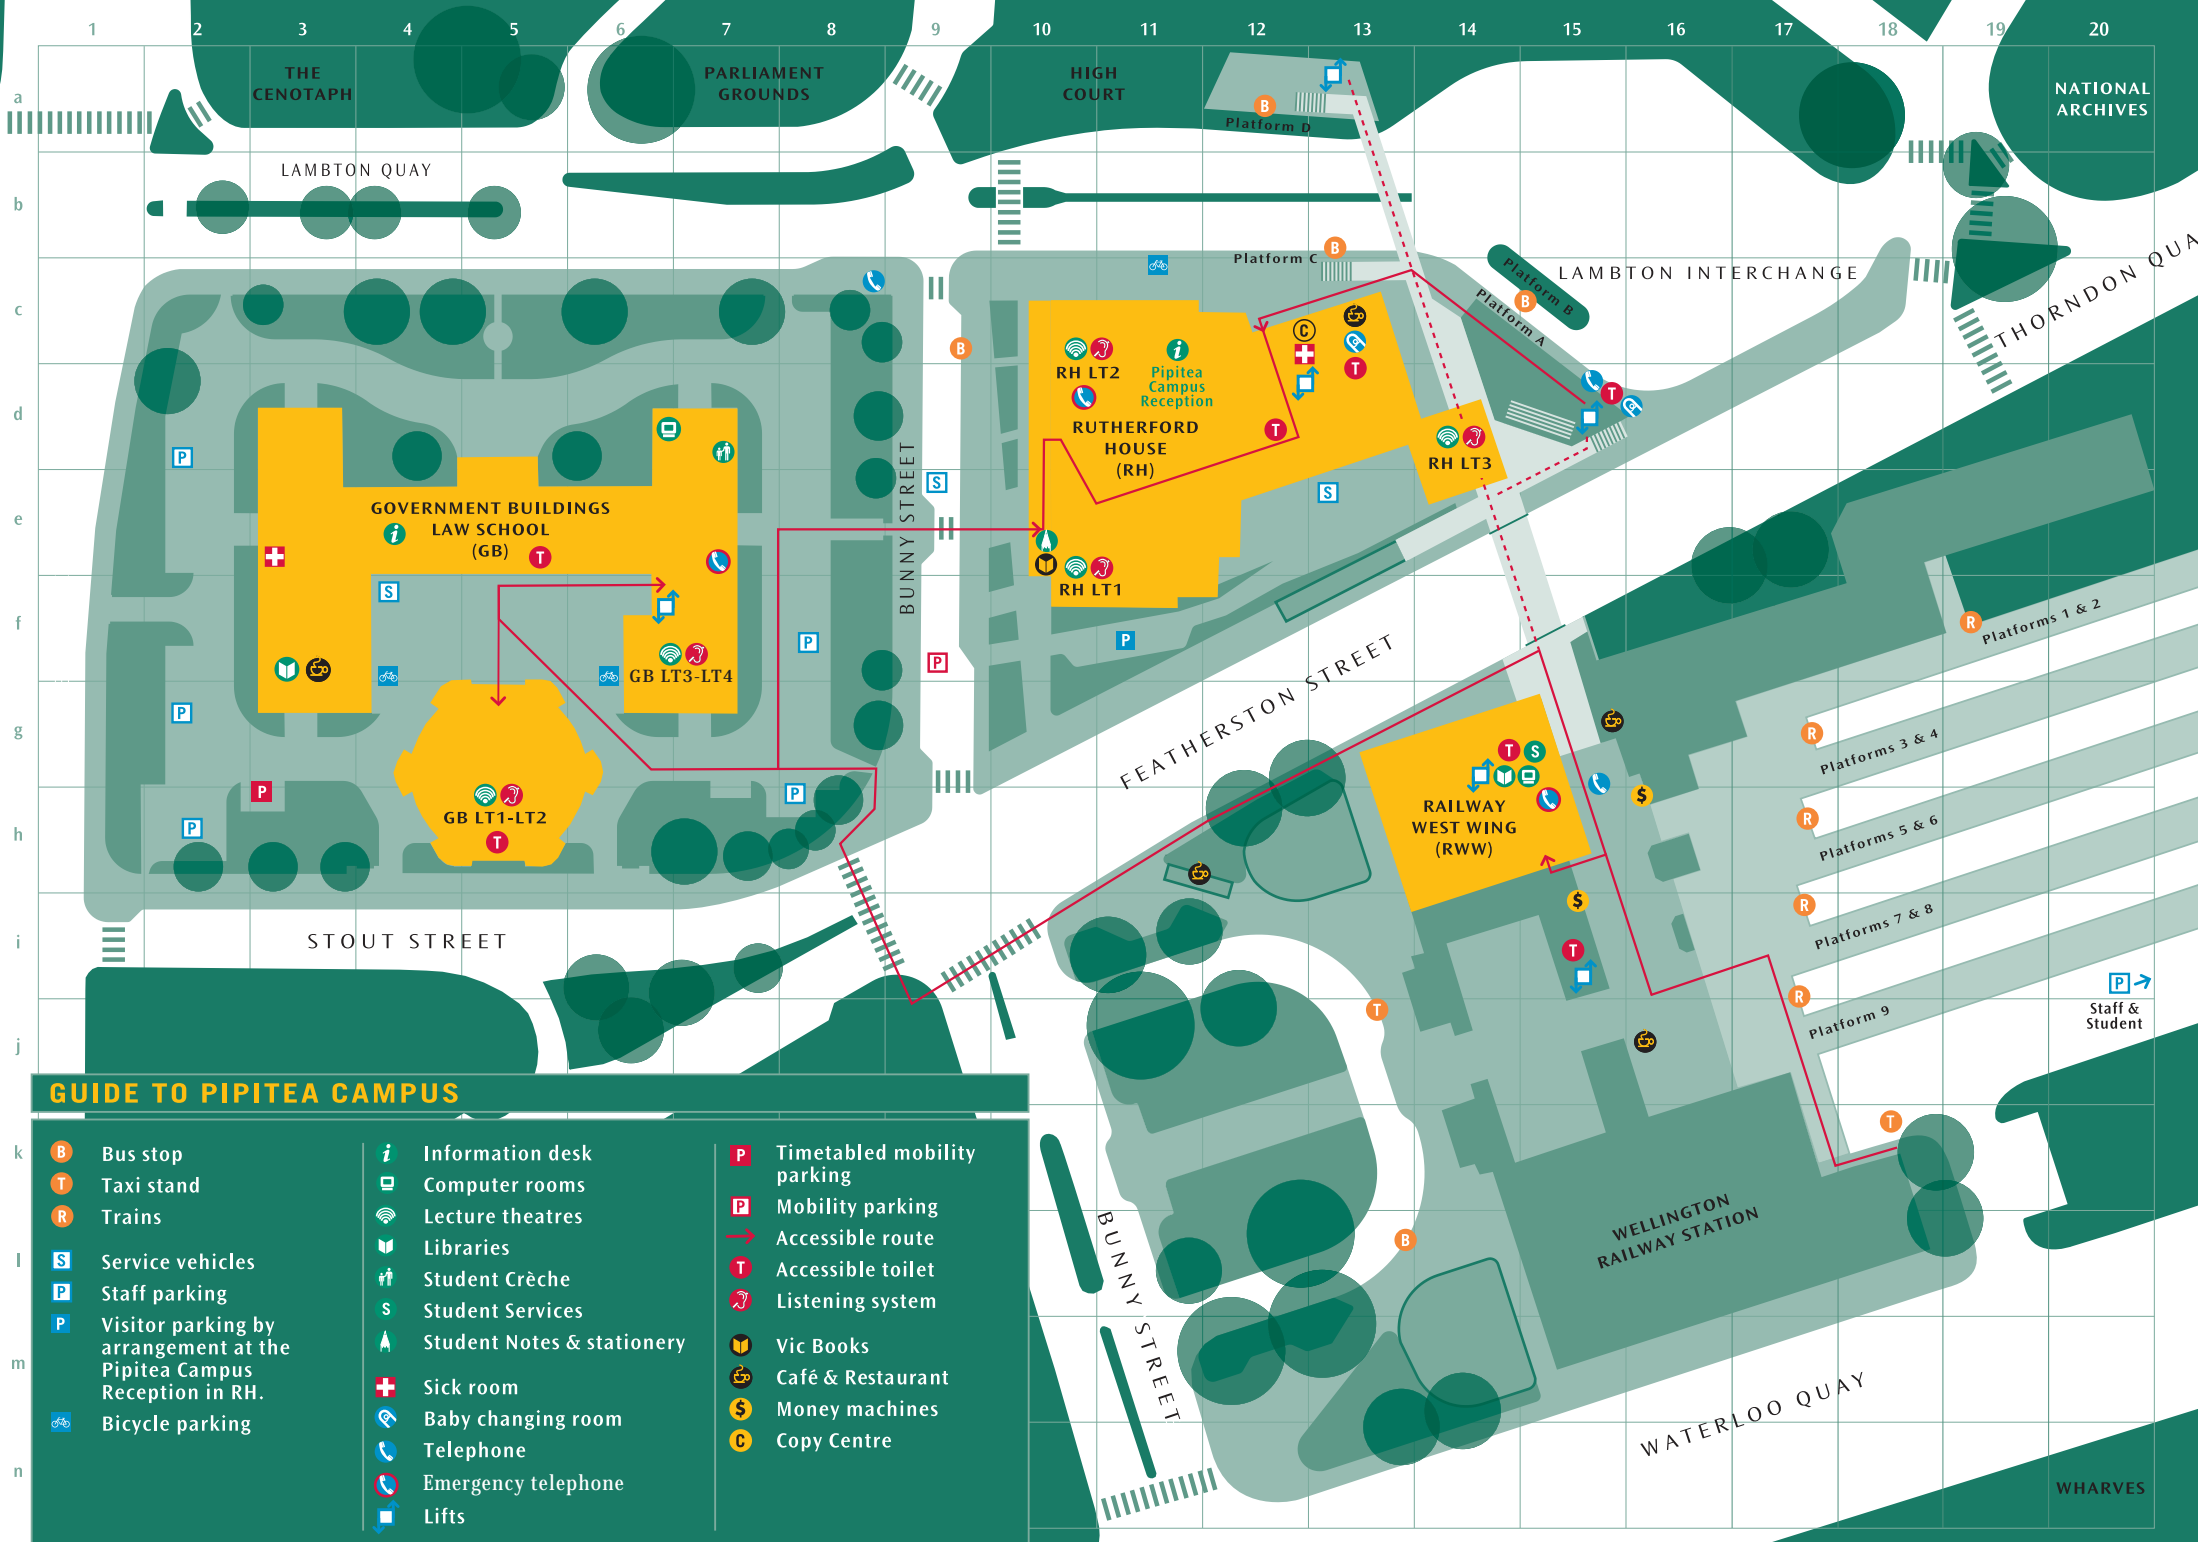 1 2 3 4 5 6 7 8 9 10 11 12 13 14 15 16 17 18 19 20
a
b
c
d
e
f
g
h
i
j
k
l
m
n
THE
CENOTAPH
PARLIAMENT
GROUNDS
HIGH
COURT
NATIONAL
ARCHIVES
B
Platform D
LAMBTON QUAY
B
Platform C
Platform B
B
Platform A
LAMBTON INTERCHANGE
THORNDON QUA
B
C
i
RH LT2
Pipitea
Campus
Reception
T
T
T
RUTHERFORD
HOUSE
(RH)
RH LT3
P
S
S
GOVERNMENT BUILDINGS
LAW SCHOOL
(GB)
i
T
BUNNY STREET
S
RH LT1
P
P
P
GB LT3-LT4
P
FEATHERSTON STREET
R
Platforms 1 & 2
R
Platforms 3 & 4
R
Platforms 5 & 6
R
Platforms 7 & 8
R
Platform 9
P
P
P
GB LT1-LT2
T
T
S
RAILWAY
WEST WING
(RWW)
$
$
T
STOUT STREET
T
P
Staff &
Student
T
B
WELLINGTON
RAILWAY STATION
BUNNY STREET
WATERLOO QUAY
WHARVES
GUIDE TO PIPITEA CAMPUS
B Bus stop
T Taxi stand
R Trains
S Service vehicles
P Staff parking
P Visitor parking by
arrangement at the
Pipitea Campus
Reception in RH.
Bicycle parking
i Information desk
Computer rooms
Lecture theatres
Libraries
Student Crèche
S Student Services
Student Notes & stationery
Sick room
Baby changing room
Telephone
Emergency telephone
Lifts
P Timetabled mobility
parking
P Mobility parking
Accessible route
T Accessible toilet
Listening system
Vic Books
Café & Restaurant
$ Money machines
C Copy Centre